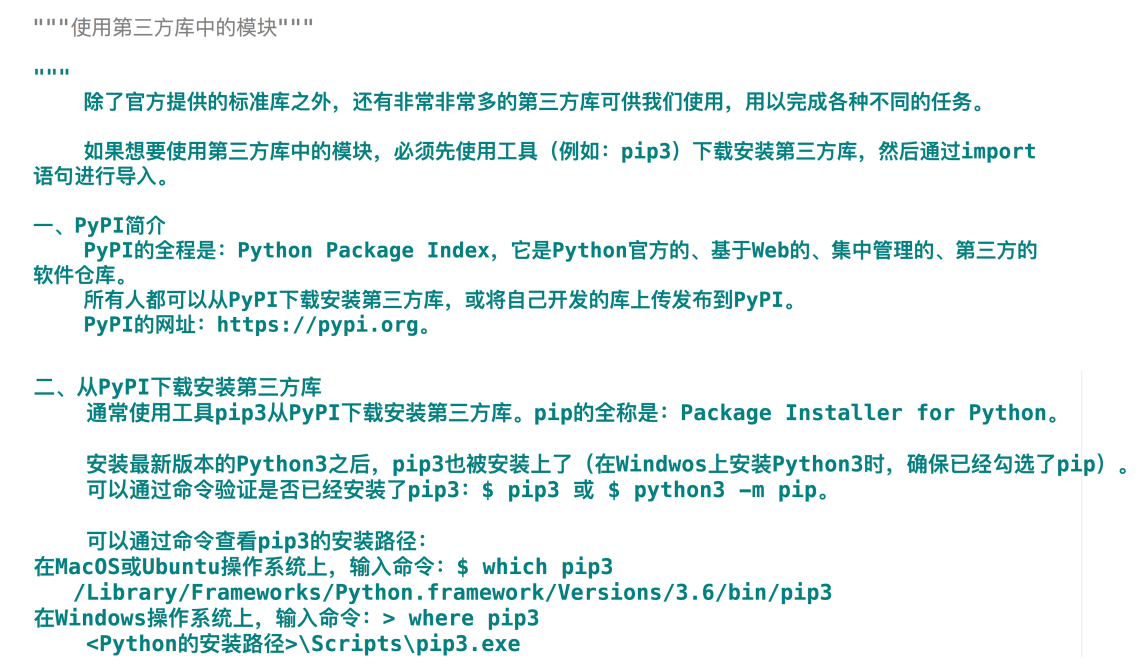 """使用第三方库中的模块"""
"""
除了官方提供的标准库之外，还有非常非常多的第三方库可供我们使用，用以完成各种不同的任务。
如果想要使用第三方库中的模块，必须先使用工具（例如：pip3）下载安装第三方库，然后通过import
语句进行导入。
一、PyPI简介
PyPI的全程是：Python Package Index，它是Python官方的、基于Web的、集中管理的、第三方的
软件仓库。
所有人都可以从PyPI下载安装第三方库，或将自己开发的库上传发布到PyPI。
PyPI的网址：https://pypi.org。
二、从PyPI下载安装第三方库
通常使用工具pip3从PyPI下载安装第三方库。pip的全称是：Package Installer for Python。
安装最新版本的Python3之后，pip3也被安装上了（在Windwos上安装Python3时，确保已经勾选了pip）。
可以通过命令验证是否已经安装了pip3：$ pip3 或 $ python3 -m pip。
可以通过命令查看pip3的安装路径：
在MacOS或Ubuntu操作系统上，输入命令：$ which pip3
/Library/Frameworks/Python.framework/Versions/3.6/bin/pip3
在Windows操作系统上，输入命令：> where pip3
<Python的安装路径>\Scripts\pip3.exe